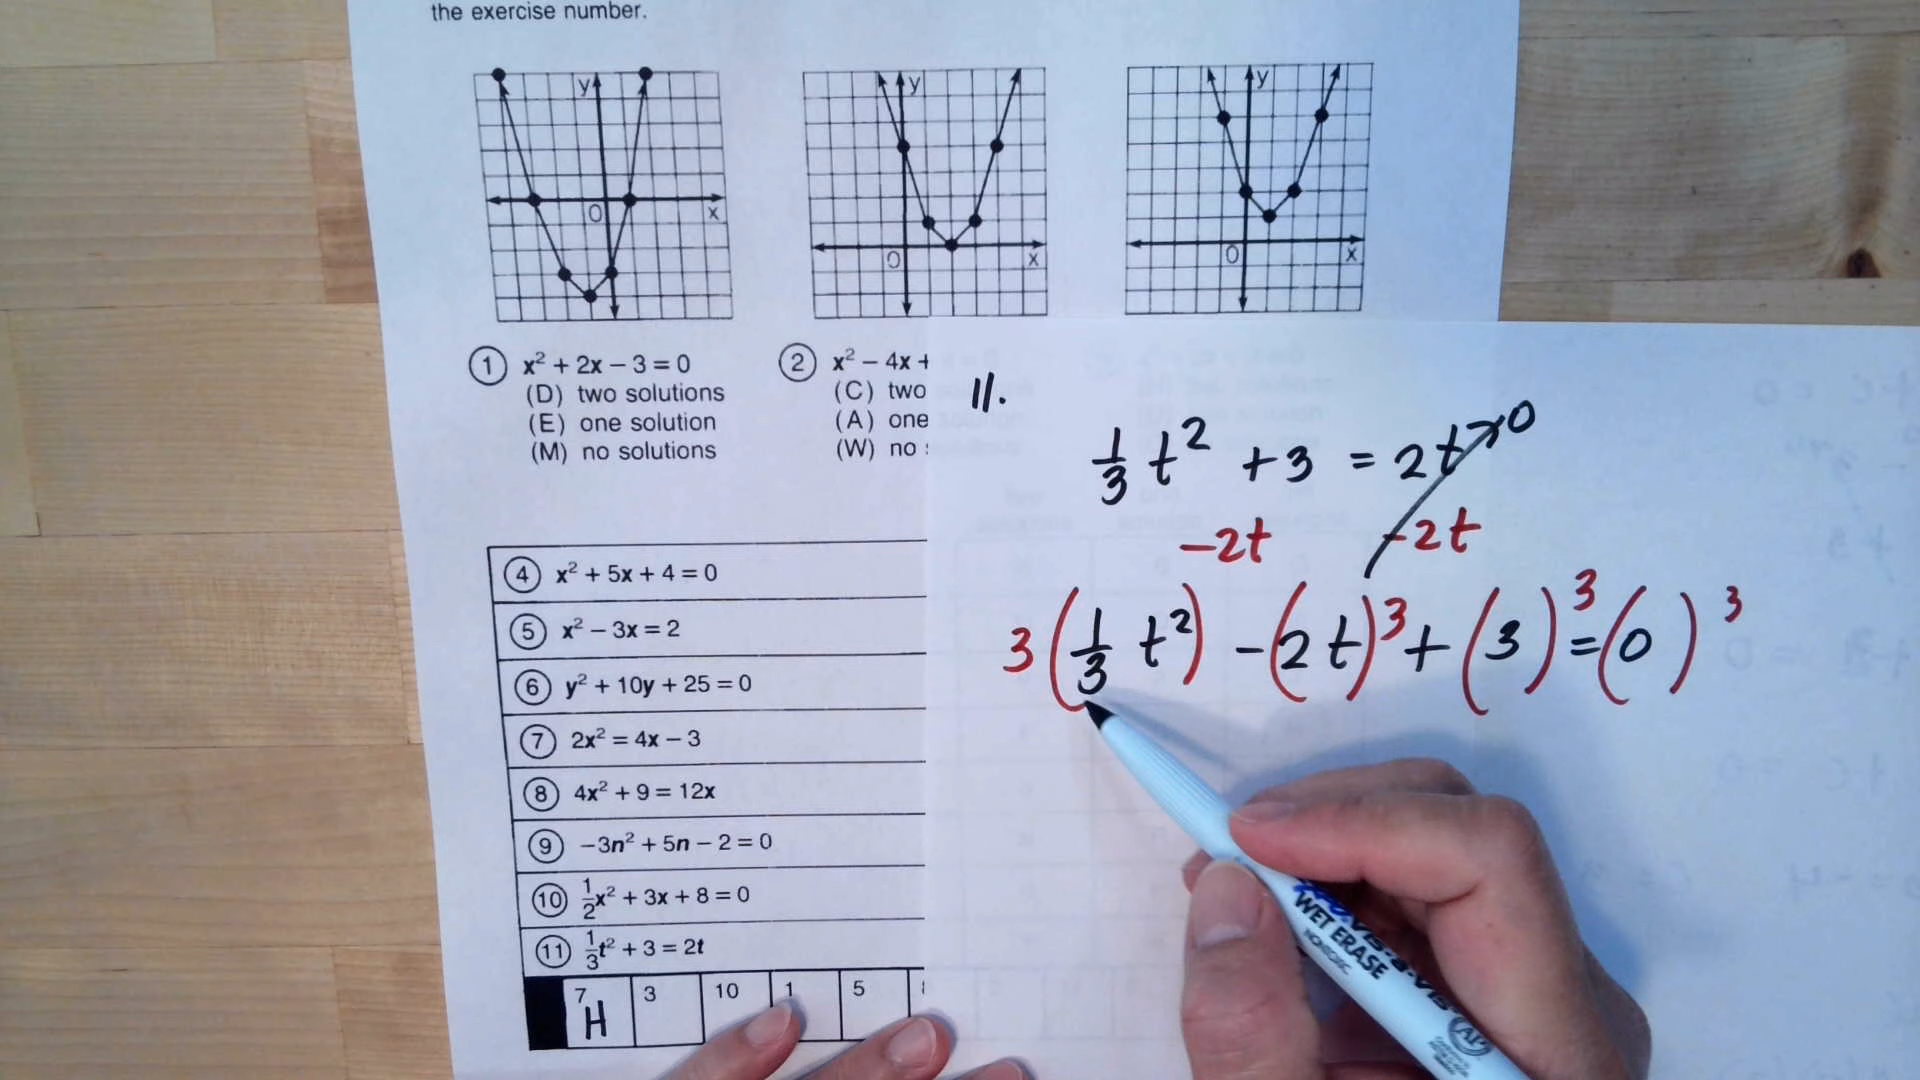 the exercise number.
y
x
O
y
x
O
y
x
O
1 x² + 2x − 3 = 0
(D) two solutions
(E) one solution
(M) no solutions
2 x² − 4x +
(C) two
(A) one
(W) no
4 x² + 5x + 4 = 0
5 x² − 3x = 2
6 y² + 10y + 25 = 0
7 2x² = 4x − 3
8 4x² + 9 = 12x
9 −3n² + 5n − 2 = 0
10 1/2x² + 3x + 8 = 0
11 1/3t² + 3 = 2t
7 3 10 1 5
H
11.
1/3 t² + 3 = 2t 0
−2t −2t
3(1/3 t²) − (2t)3 + (3)3 = (0)3
WET ERASE
AP